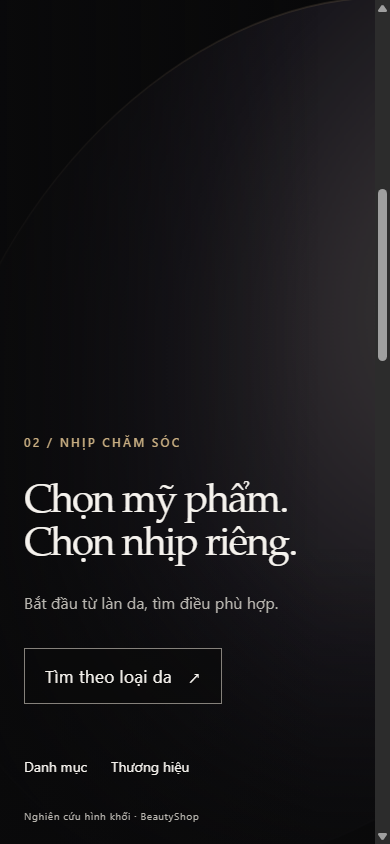 02 / NHỊP CHĂM SÓC
Chọn mỹ phẩm.
Chọn nhịp riêng.
Bắt đầu từ làn da, tìm điều phù hợp.
Tìm theo loại da ↗
Danh mục Thương hiệu
Nghiên cứu hình khối · BeautyShop